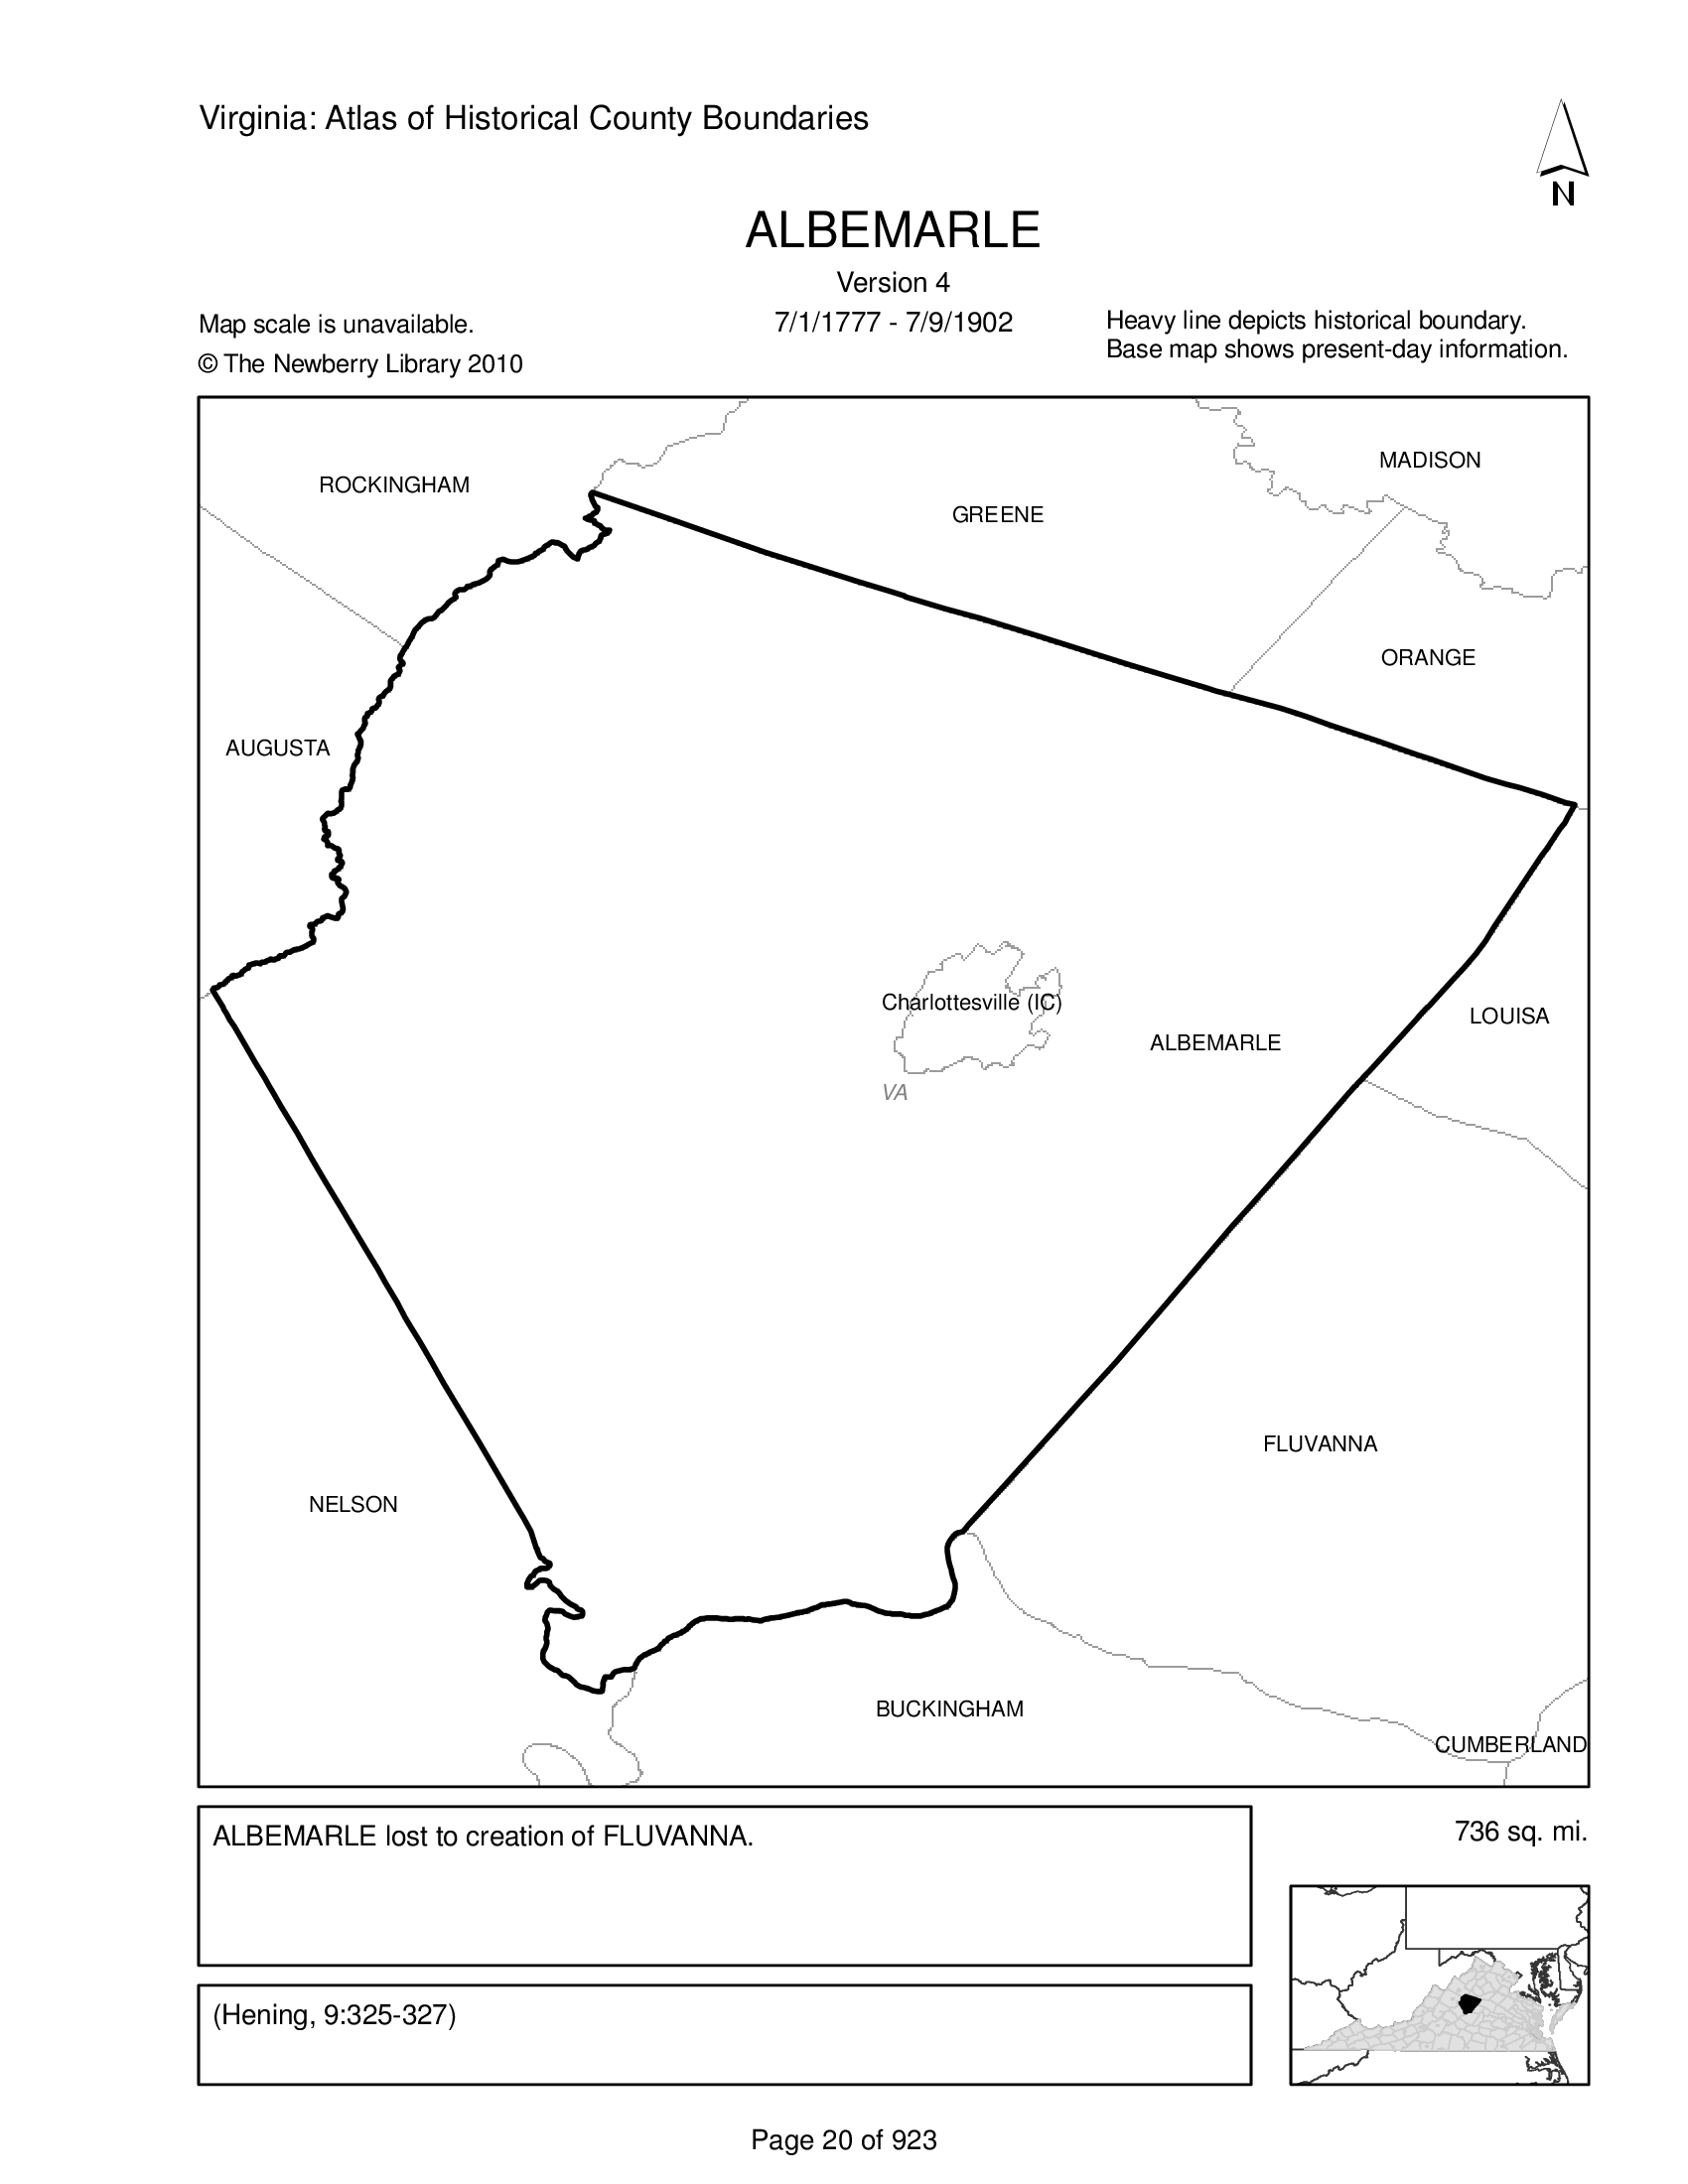 Virginia: Atlas of Historical County Boundaries
N
ALBEMARLE
Version 4
7/1/1777 - 7/9/1902
Map scale is unavailable.
© The Newberry Library 2010
Heavy line depicts historical boundary.
Base map shows present-day information.
MADISON
ROCKINGHAM
GREENE
ORANGE
AUGUSTA
Charlottesville (IC)
LOUISA
ALBEMARLE
VA
FLUVANNA
NELSON
BUCKINGHAM
CUMBERLAND
ALBEMARLE lost to creation of FLUVANNA.
736 sq. mi.
(Hening, 9:325-327)
Page 20 of 923